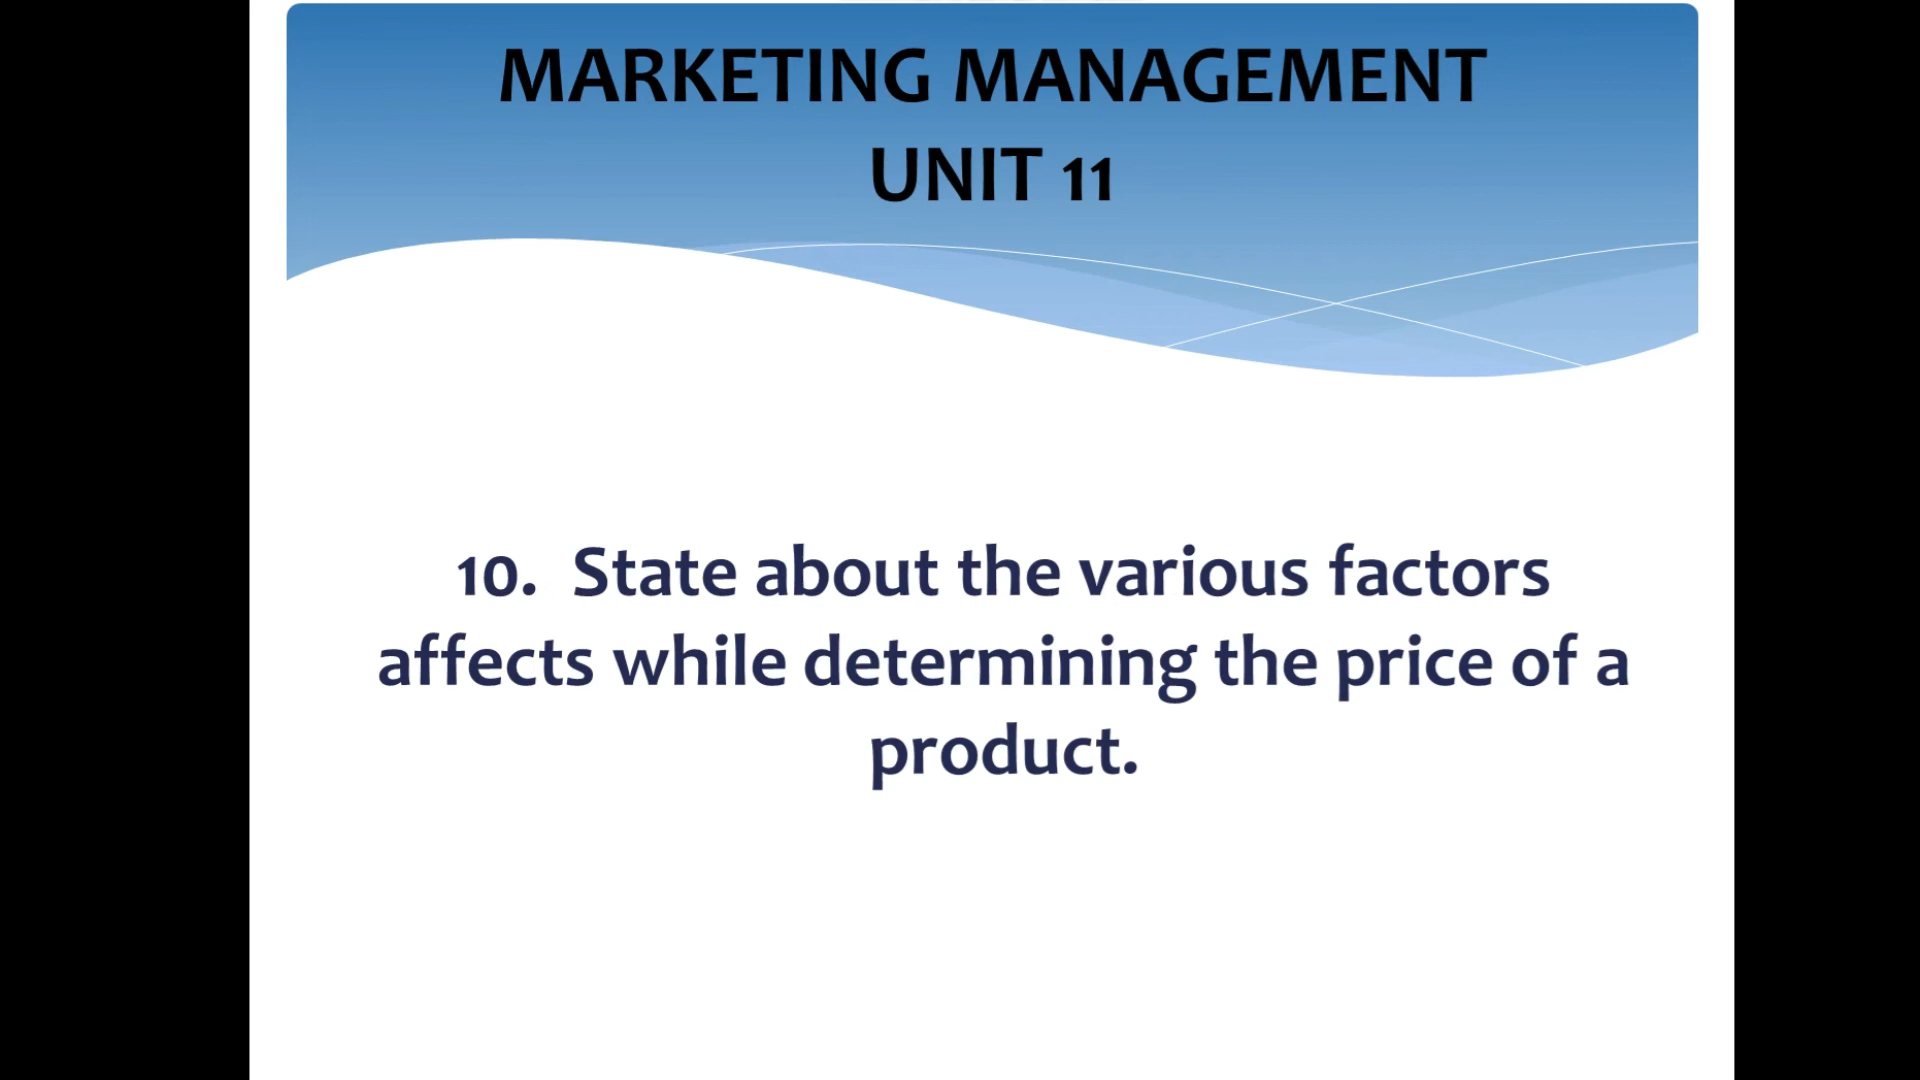 MARKETING MANAGEMENT
UNIT 11
10. State about the various factors
affects while determining the price of a
product.